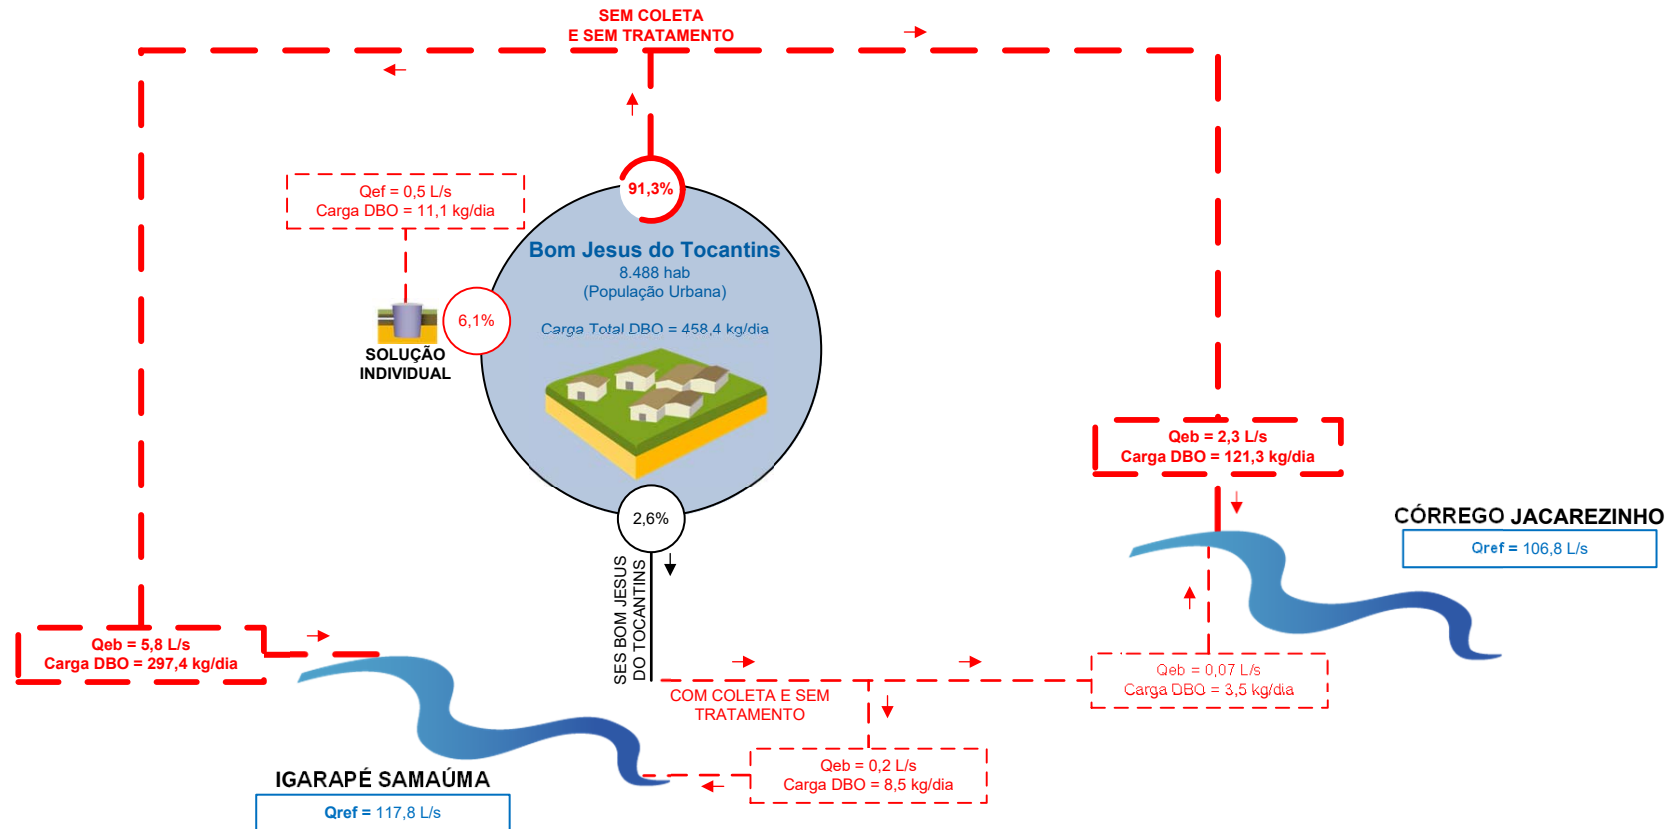 SEM COLETA
E SEM TRATAMENTO
91,3%
Qef = 0,5 L/s
Carga DBO = 11,1 kg/dia
Bom Jesus do Tocantins
8.488 hab
(População Urbana)
Carga Total DBO = 458,4 kg/dia
6,1%
SOLUÇÃO
INDIVIDUAL
2,6%
SES BOM JESUS
DO TOCANTINS
Qeb = 2,3 L/s
Carga DBO = 121,3 kg/dia
CÓRREGO JACAREZINHO
Qref = 106,8 L/s
Qeb = 5,8 L/s
Carga DBO = 297,4 kg/dia
COM COLETA E SEM
TRATAMENTO
Qeb = 0,07 L/s
Carga DBO = 3,5 kg/dia
Qeb = 0,2 L/s
Carga DBO = 8,5 kg/dia
IGARAPÉ SAMAÚMA
Qref = 117,8 L/s